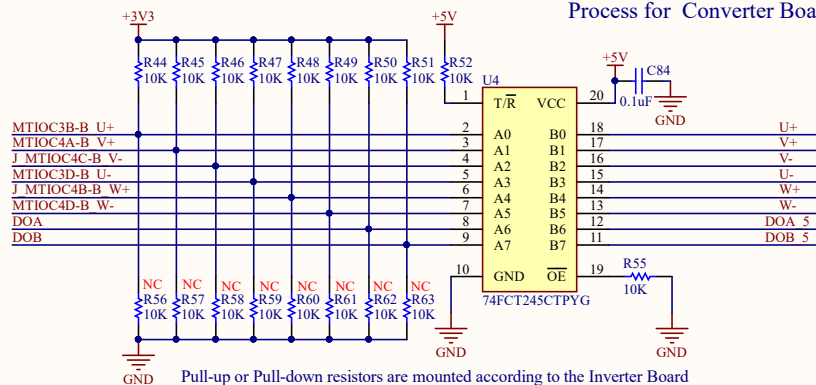 Process for Converter Boa
+3V3
+5V
R44 R45 R46 R47 R48 R49 R50 R51 R52
10K 10K 10K 10K 10K 10K 10K 10K 10K
+5V
C84
0.1uF
GND
U4
1 T/R VCC 20
MTIOC3B-B_U+ 2 A0 B0 18 U+
MTIOC4A-B_V+ 3 A1 B1 17 V+
J_MTIOC4C-B_V- 4 A2 B2 16 V-
MTIOC3D-B_U- 5 A3 B3 15 U-
J_MTIOC4B-B_W+ 6 A4 B4 14 W+
MTIOC4D-B_W- 7 A5 B5 13 W-
DOA 8 A6 B6 12 DOA_5
DOB 9 A7 B7 11 DOB_5
10 GND OE 19
R55
10K
74FCT245CTPYG
NC NC NC NC NC NC NC NC
R56 R57 R58 R59 R60 R61 R62 R63
10K 10K 10K 10K 10K 10K 10K 10K
GND
GND
GND
Pull-up or Pull-down resistors are mounted according to the Inverter Board